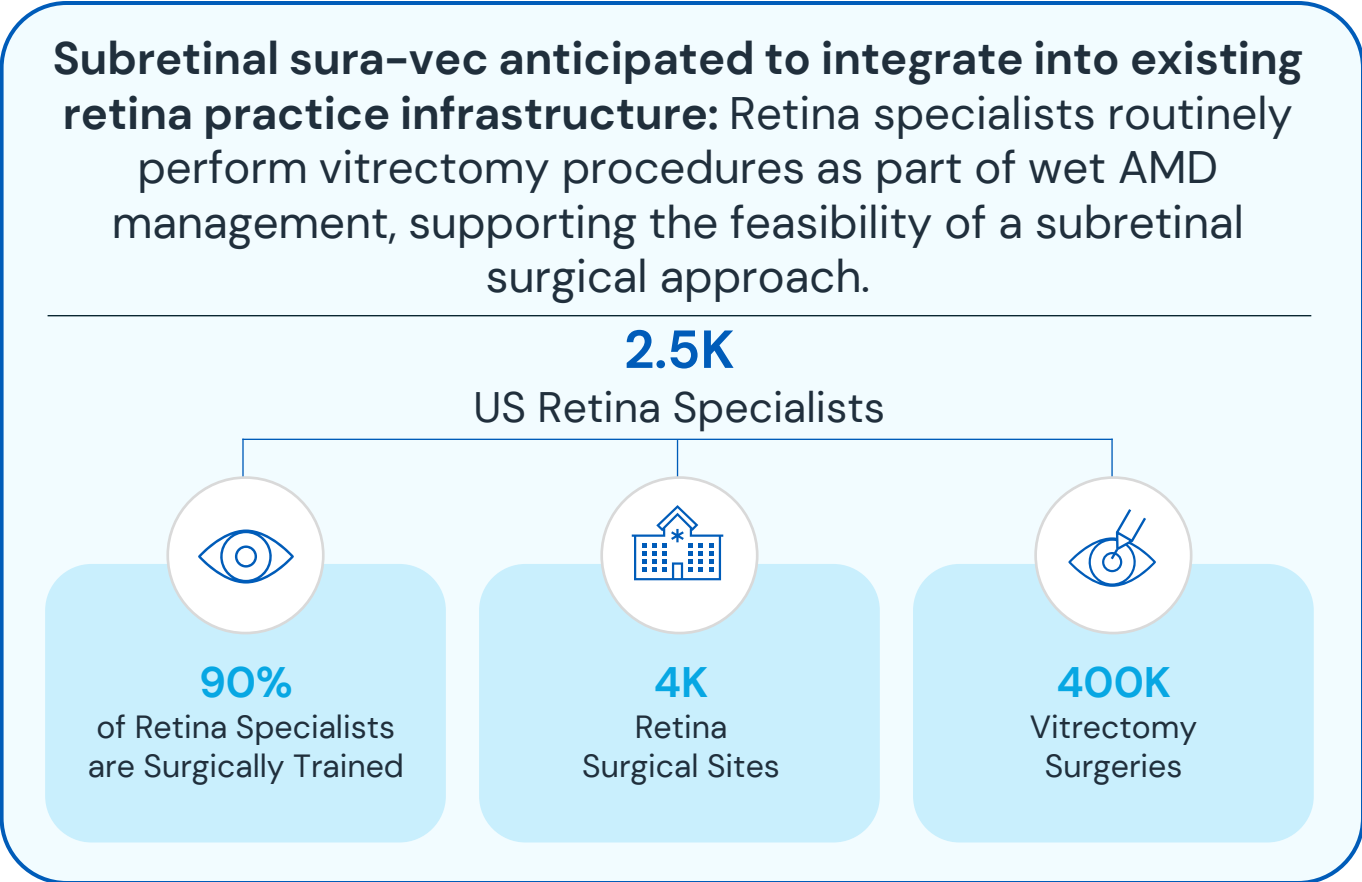 Subretinal sura-vec anticipated to integrate into existing
retina practice infrastructure: Retina specialists routinely
perform vitrectomy procedures as part of wet AMD
management, supporting the feasibility of a subretinal
surgical approach.
2.5K
US Retina Specialists
90%
of Retina Specialists
are Surgically Trained
4K
Retina
Surgical Sites
400K
Vitrectomy
Surgeries